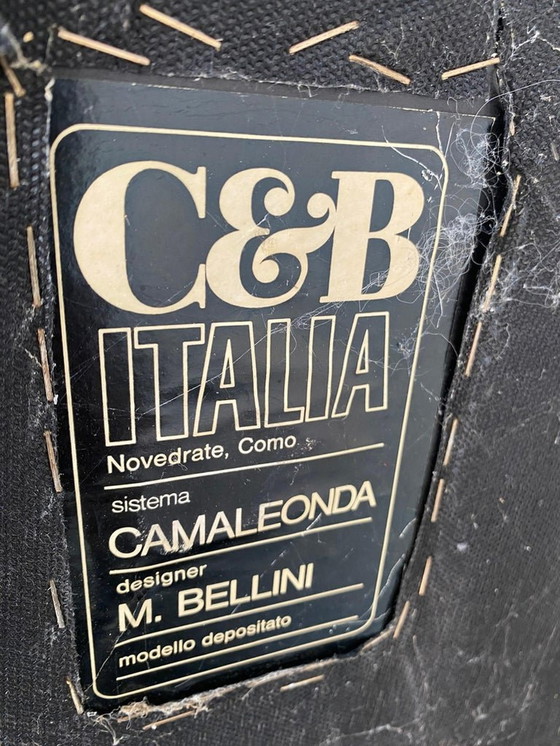 C&B
ITALIA
Novedrate, Como
sistema
CAMALEONDA
designer
M. BELLINI
modello depositato